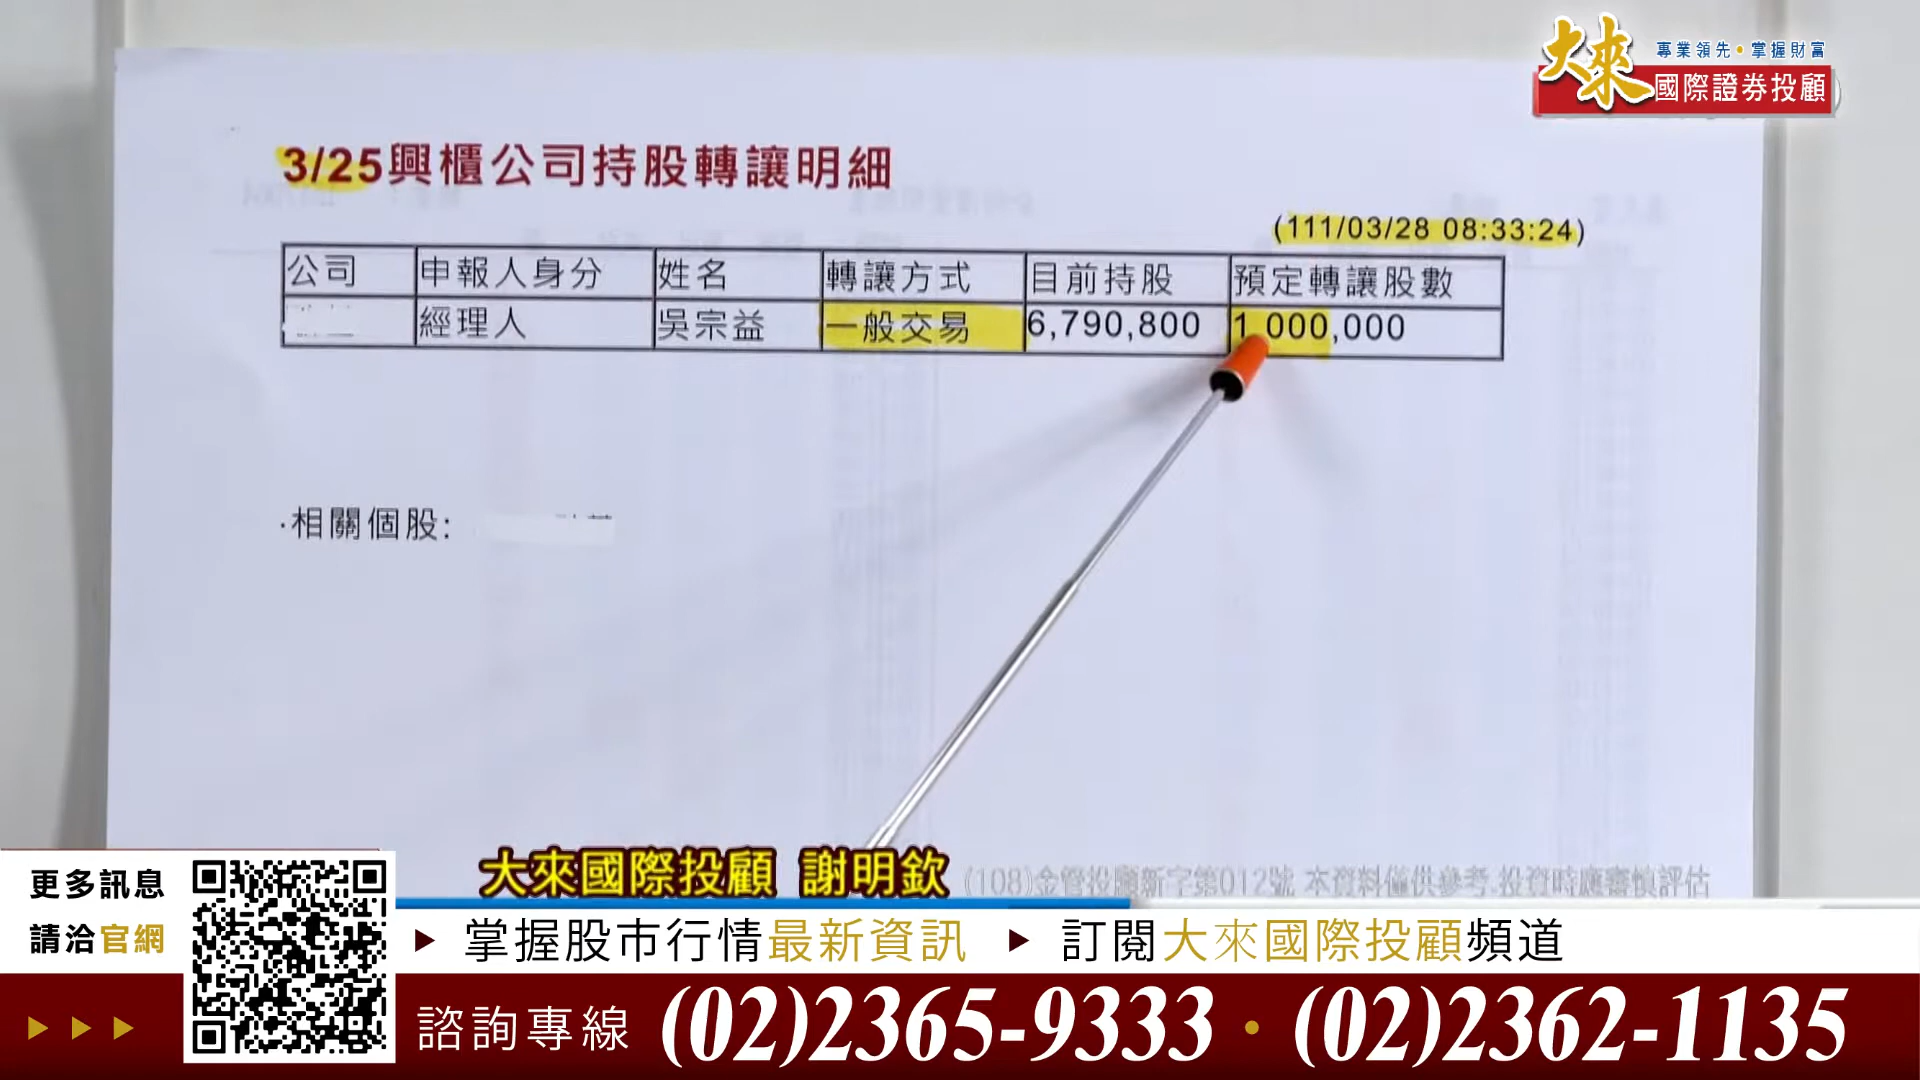 大來
專業領先•掌握財富
國際證券投顧
3/25興櫃公司持股轉讓明細
(111/03/28 08:33:24)
公司 申報人身分 姓名 轉讓方式 目前持股 預定轉讓股數
經理人 吳宗益 一般交易 6,790,800 1,000,000
·相關個股:
大來國際投顧 謝明欽
(108)金管投顧新字第012號 本資料僅供參考,投資時應審慎評估
更多訊息
請洽官網
掌握股市行情最新資訊 訂閱大來國際投顧頻道
諮詢專線 (02)2365-9333•(02)2362-1135